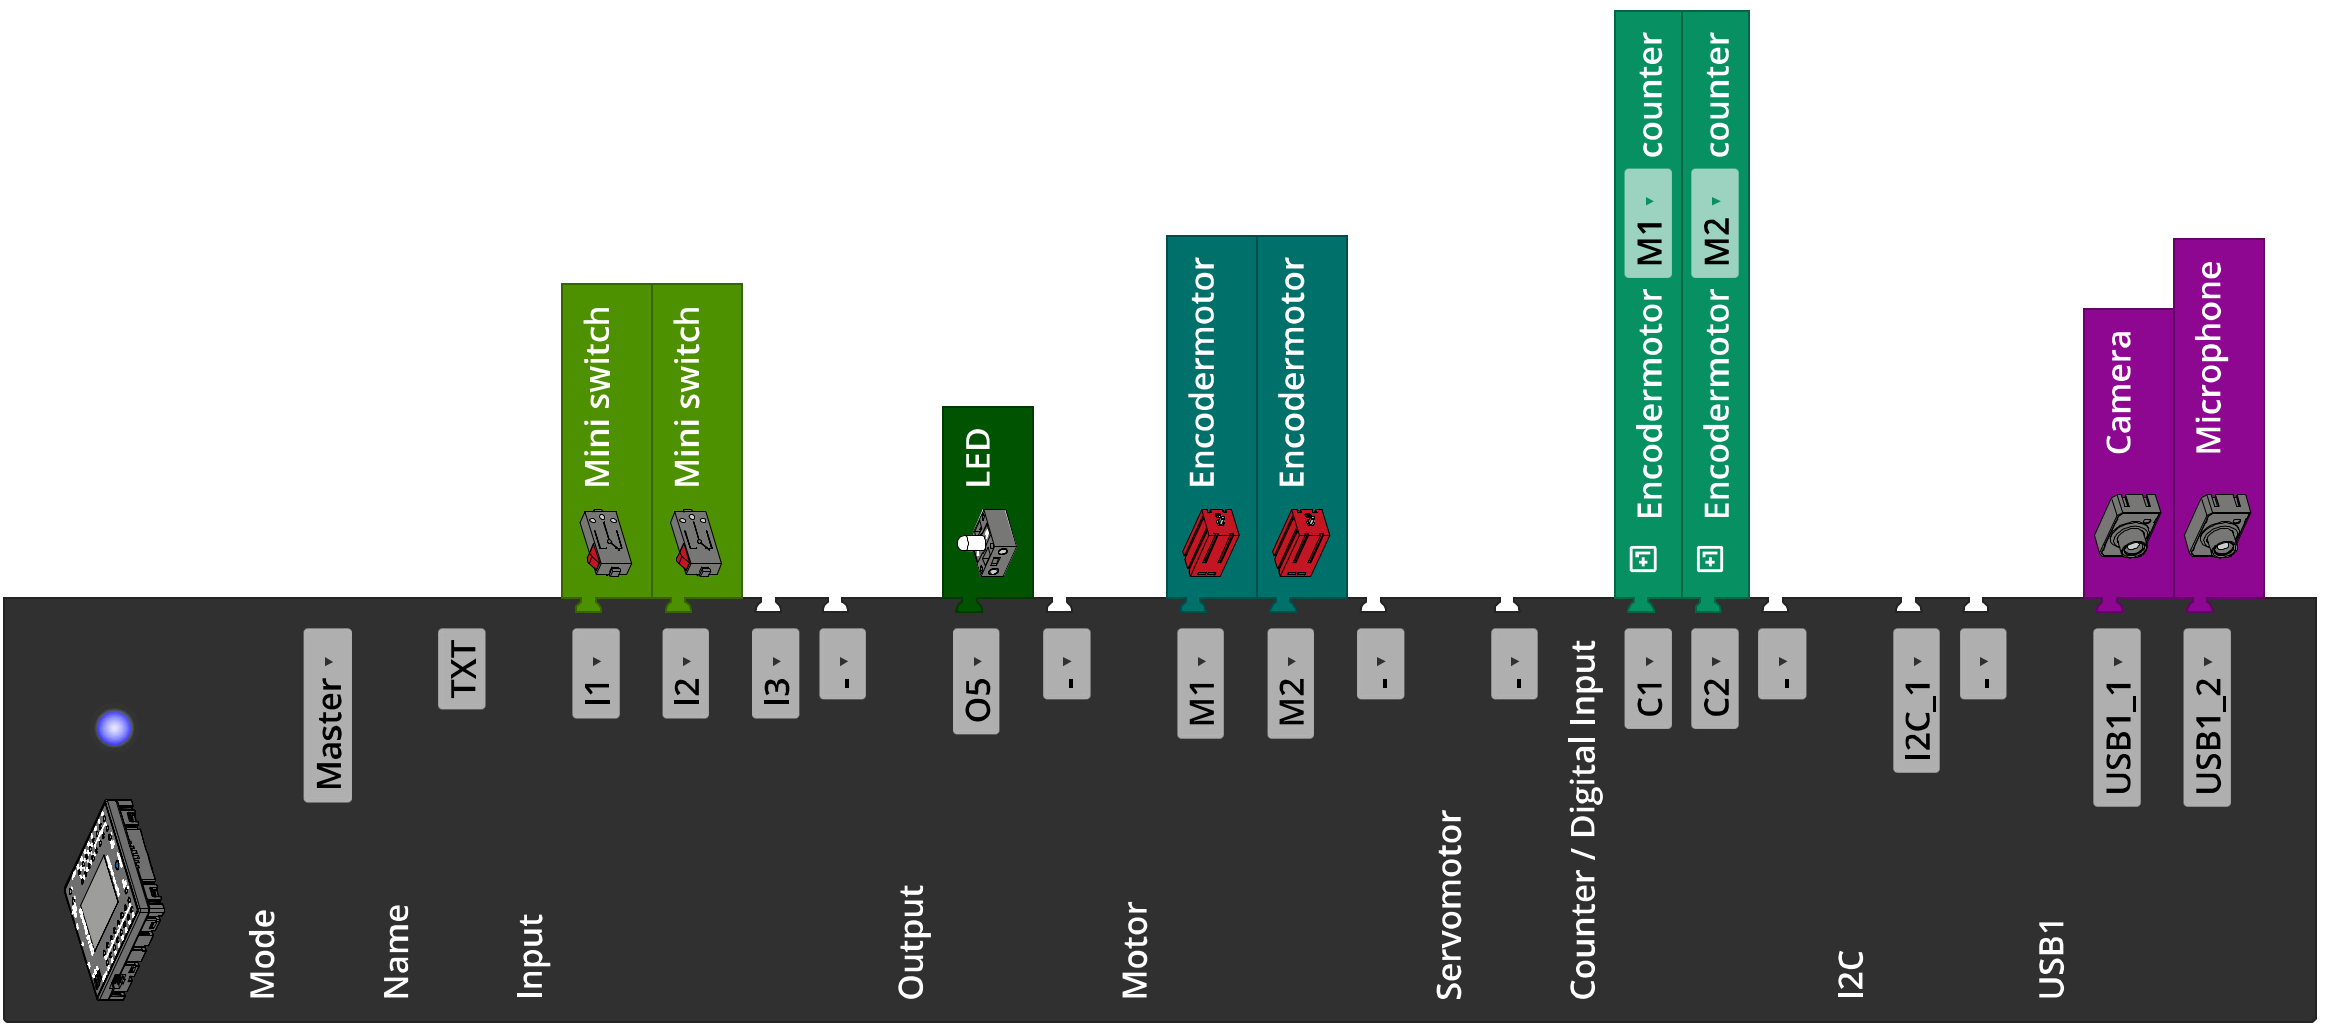 Mode
Master
Name
TXT
Input
I1 Mini switch
I2 Mini switch
I3
-
Output
O5 LED
-
Motor
M1 Encodermotor
M2 Encodermotor
-
Servomotor
-
Counter / Digital Input
C1 Encodermotor M1 counter
C2 Encodermotor M2 counter
-
I2C
I2C_1
-
USB1
USB1_1 Camera
USB1_2 Microphone